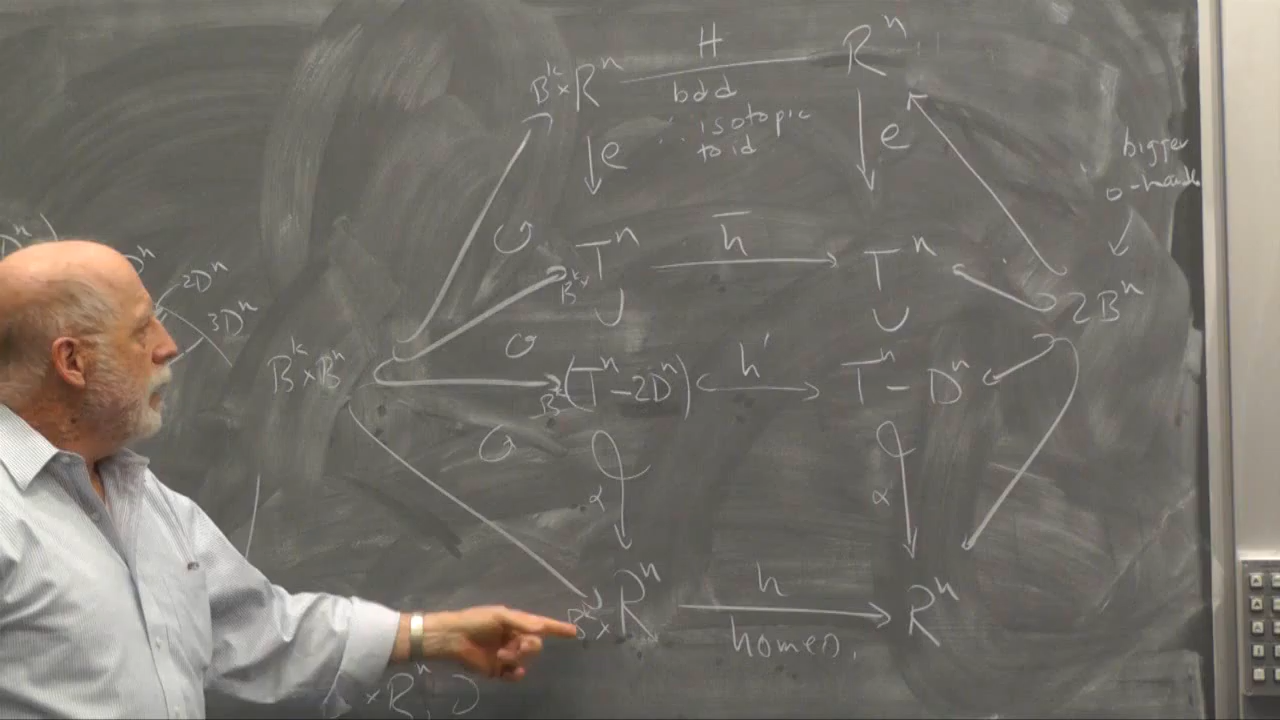 H
B^k × R^n R^n
bdd
∴ isotopic
to id
e e
bigger
0-handle
h̄
B^k × T^n T^n
2D^n
3D^n
2B^n
h'
B^k × B^n B^k × (T^n - 2D^n) T^n - D^n
α α
h
B^k × R^n R^n
homeo.
× R^n